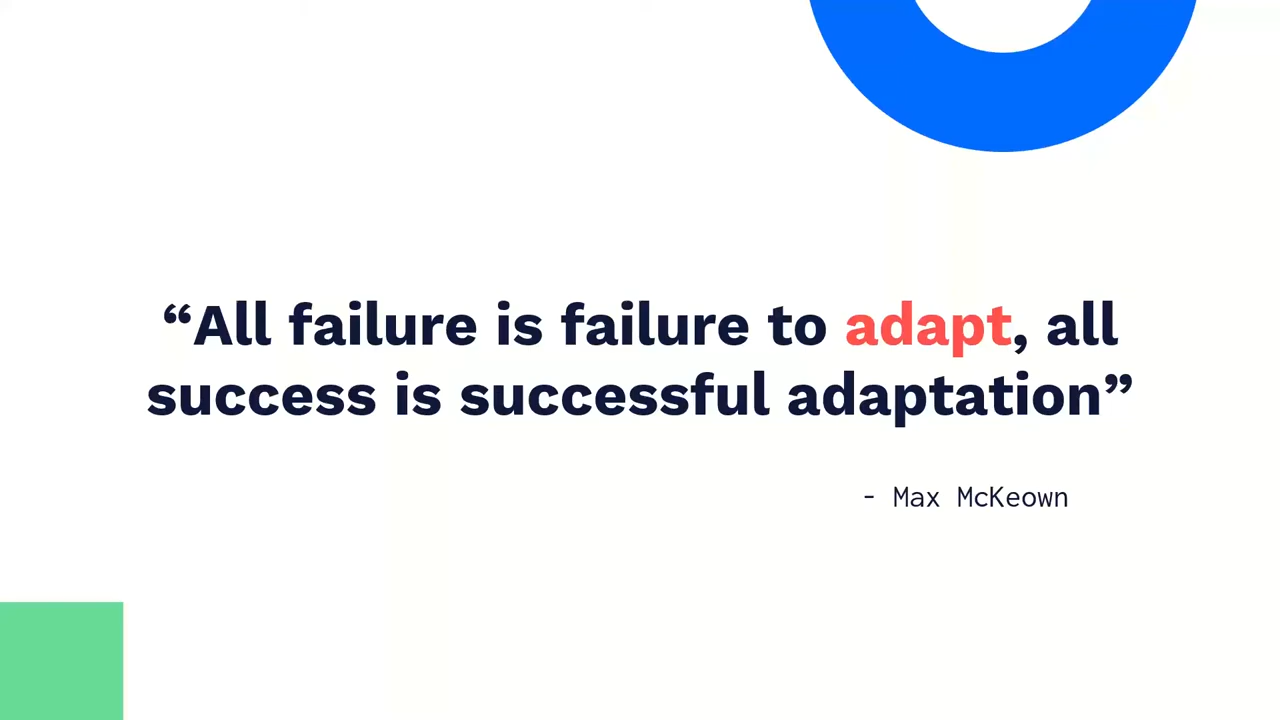 “All failure is failure to adapt, all
success is successful adaptation”
- Max McKeown